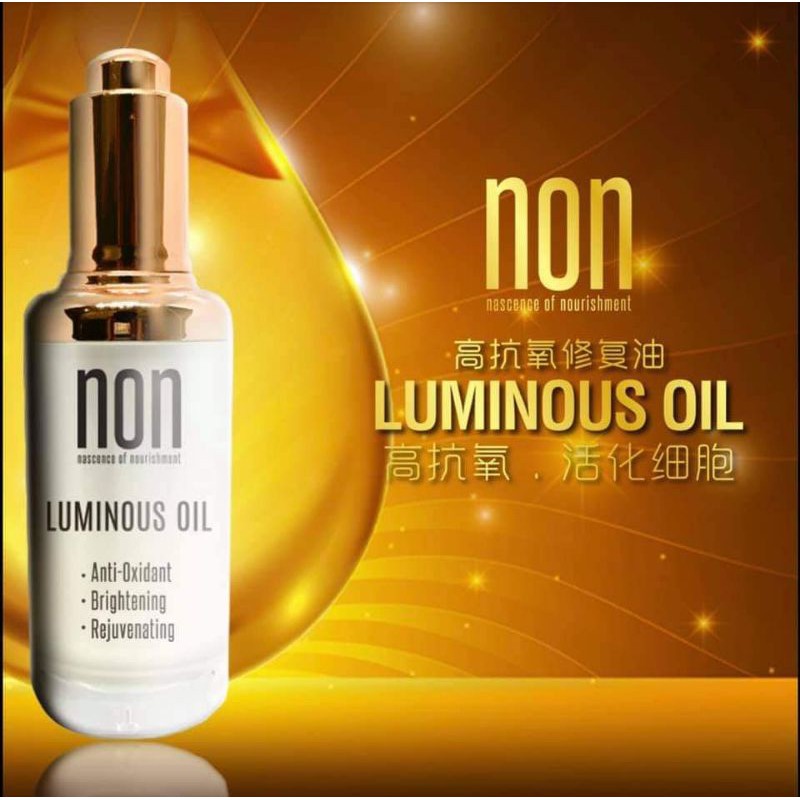 non
nascence of nourishment
LUMINOUS OIL
• Anti-Oxidant
• Brightening
• Rejuvenating
non
nascence of nourishment
高抗氧修复油
LUMINOUS OIL
高抗氧．活化细胞